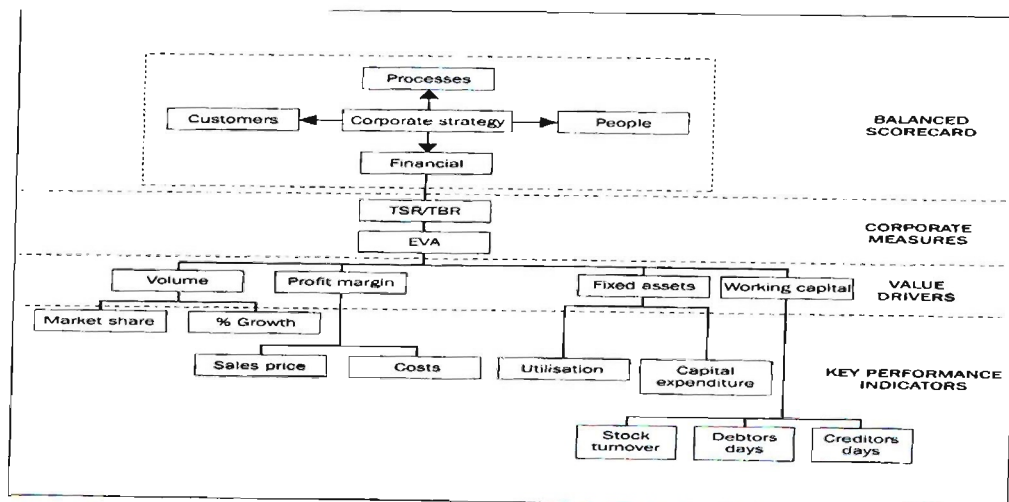 Processes
Customers
Corporate strategy
People
BALANCED
SCORECARD
Financial
TSR/TBR
CORPORATE
MEASURES
EVA
Volume
Profit margin
Fixed assets
Working capital
VALUE
DRIVERS
Market share
% Growth
Sales price
Costs
Utilisation
Capital
expenditure
KEY PERFORMANCE
INDICATORS
Stock
turnover
Debtors
days
Creditors
days